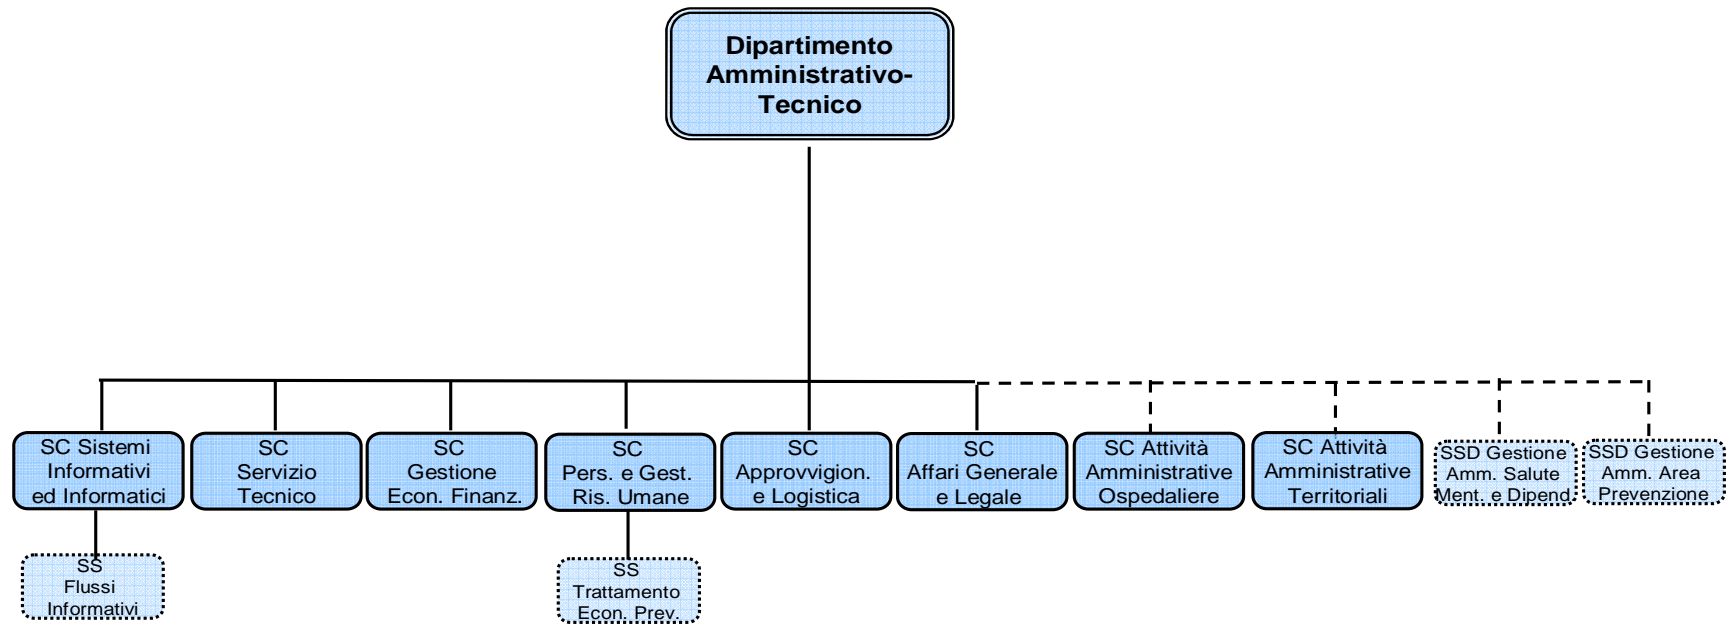 Dipartimento
Amministrativo-
Tecnico
SC Sistemi
Informativi
ed Informatici
SC
Servizio
Tecnico
SC
Gestione
Econ. Finanz.
SC
Pers. e Gest.
Ris. Umane
SC
Approvvigion.
e Logistica
SC
Affari Generale
e Legale
SC Attività
Amministrative
Ospedaliere
SC Attività
Amministrative
Territoriali
SSD Gestione
Amm. Salute
Ment. e Dipend.
SSD Gestione
Amm. Area
Prevenzione
SS
Flussi
Informativi
SS
Trattamento
Econ. Prev.